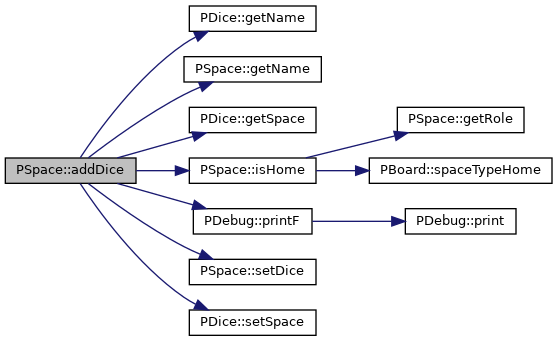 PDice::getName
PSpace::getName
PDice::getSpace
PSpace::getRole
PSpace::addDice
PSpace::isHome
PBoard::spaceTypeHome
PDebug::printF
PDebug::print
PSpace::setDice
PDice::setSpace